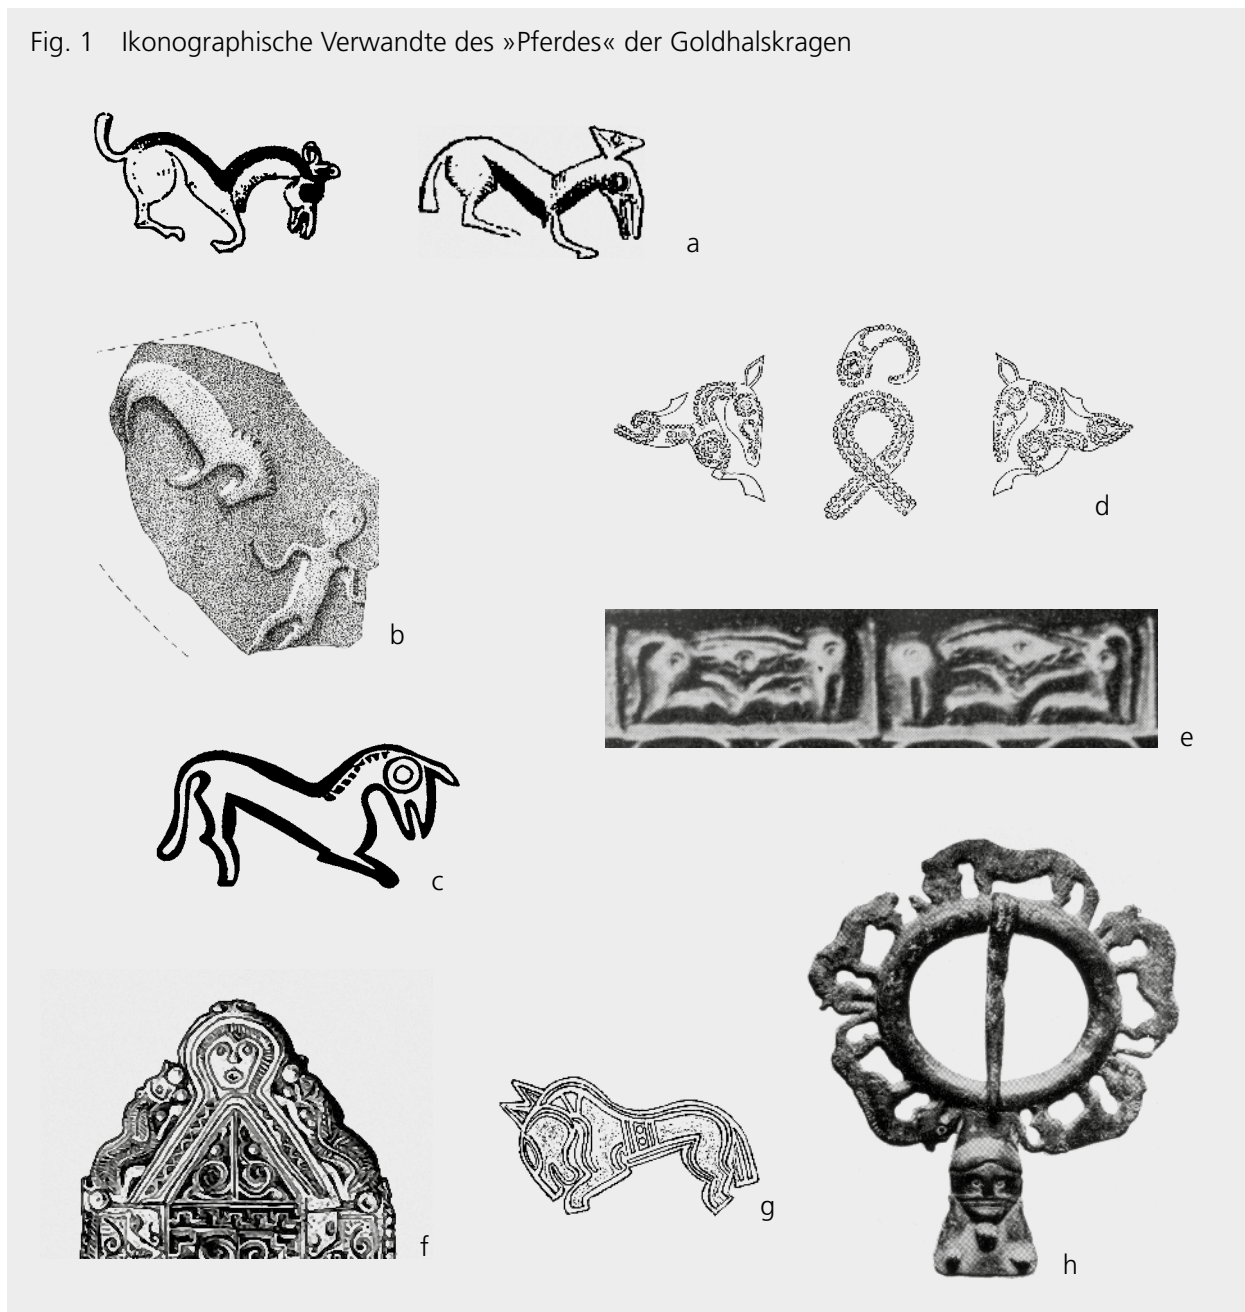 Fig. 1 Ikonographische Verwandte des »Pferdes« der Goldhalskragen
a
b
d
e
c
f
g
h